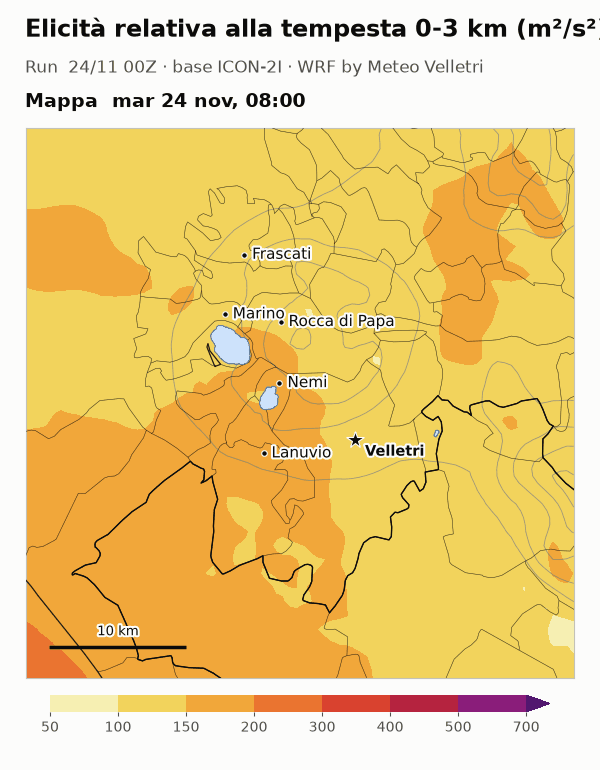 Elicità relativa alla tempesta 0-3 km (m²/s²)
Run 24/11 00Z · base ICON-2I · WRF by Meteo Velletri
Mappa mar 24 nov, 08:00
Frascati
Marino
Rocca di Papa
Nemi
Velletri
Lanuvio
10 km
50 100 150 200 300 400 500 700